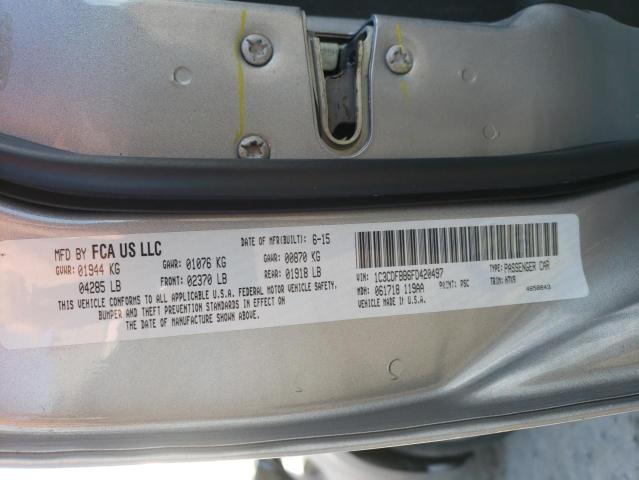 MFD BY FCA US LLC
DATE OF MFR(BUILT): 6-15
GVWR: 01944 KG
GAWR: 01076 KG
GAWR: 00870 KG
04285 LB
FRONT: 02370 LB
REAR: 01918 LB
THIS VEHICLE CONFORMS TO ALL APPLICABLE U.S.A. FEDERAL MOTOR VEHICLE SAFETY,
BUMPER AND THEFT PREVENTION STANDARDS IN EFFECT ON
THE DATE OF MANUFACTURE SHOWN ABOVE.
VIN: 1C3CDFBB6FD420497
TYPE: PASSENGER CAR
MDH: 061718 119AA
PAINT: PSC
TRIM:
VEHICLE MADE IN U.S.A.
4850843